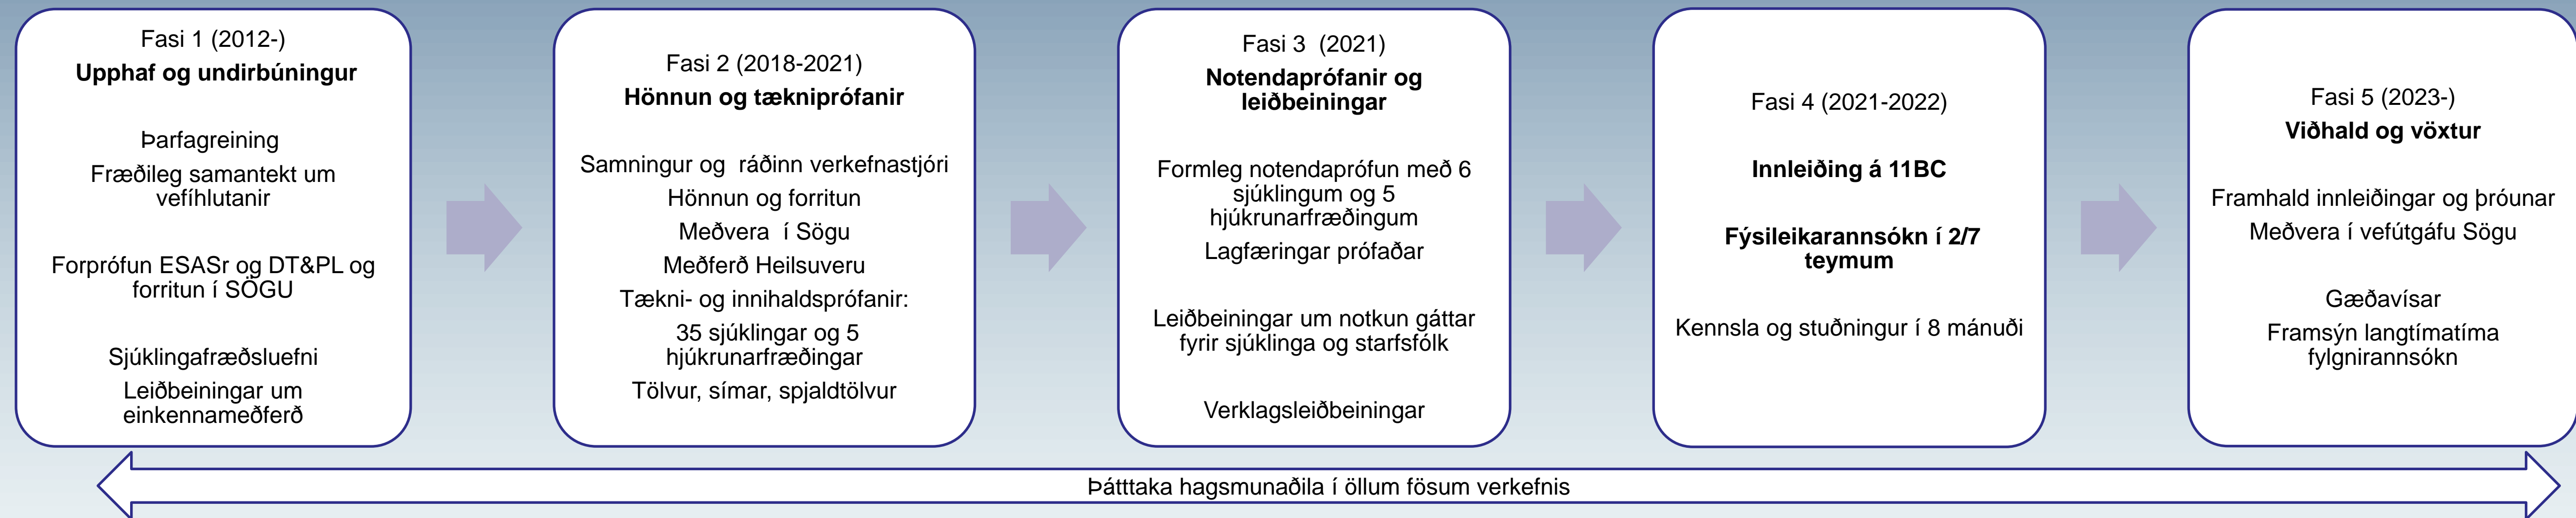 Fasi 1 (2012-)
Upphaf og undirbúningur
Þarfagreining
Fræðileg samantekt um
vefíhlutanir
Forprófun ESASr og DT&PL og
forritun í SÖGU
Sjúklingafræðsluefni
Leiðbeiningar um
einkennameðferð
Fasi 2 (2018-2021)
Hönnun og tækniprófanir
Samningur og ráðinn verkefnastjóri
Hönnun og forritun
Meðvera í Sögu
Meðferð Heilsuveru
Tækni- og innihaldsprófanir:
35 sjúklingar og 5
hjúkrunarfræðingar
Tölvur, símar, spjaldtölvur
Fasi 3 (2021)
Notendaprófanir og
leiðbeiningar
Formleg notendaprófun með 6
sjúklingum og 5
hjúkrunarfræðingum
Lagfæringar prófaðar
Leiðbeiningar um notkun gáttar
fyrir sjúklinga og starfsfólk
Verklagsleiðbeiningar
Fasi 4 (2021-2022)
Innleiðing á 11BC
Fýsileikarannsókn í 2/7
teymum
Kennsla og stuðningur í 8 mánuði
Fasi 5 (2023-)
Viðhald og vöxtur
Framhald innleiðingar og þróunar
Meðvera í vefútgáfu Sögu
Gæðavísar
Framsýn langtímatíma
fylgnirannsókn
Þátttaka hagsmunaðila í öllum fösum verkefnis